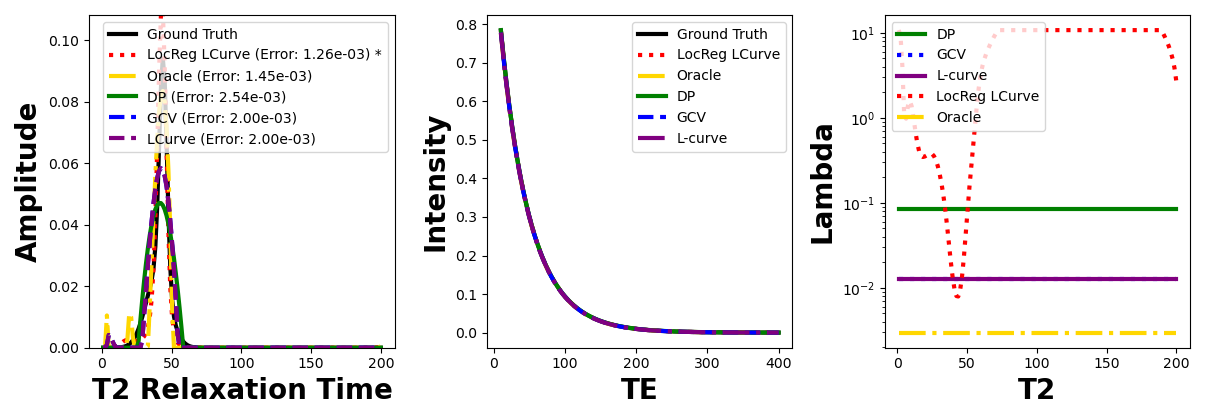 0.10
0.08
0.06
0.04
0.02
0.00
Amplitude
Ground Truth
LocReg LCurve (Error: 1.26e-03) *
Oracle (Error: 1.45e-03)
DP (Error: 2.54e-03)
GCV (Error: 2.00e-03)
LCurve (Error: 2.00e-03)
0 50 100 150 200
T2 Relaxation Time
0.8
0.7
0.6
0.5
0.4
0.3
0.2
0.1
0.0
Intensity
Ground Truth
LocReg LCurve
Oracle
DP
GCV
L-curve
0 100 200 300 400
TE
10¹
10⁰
10⁻¹
10⁻²
Lambda
DP
GCV
L-curve
LocReg LCurve
Oracle
0 50 100 150 200
T2